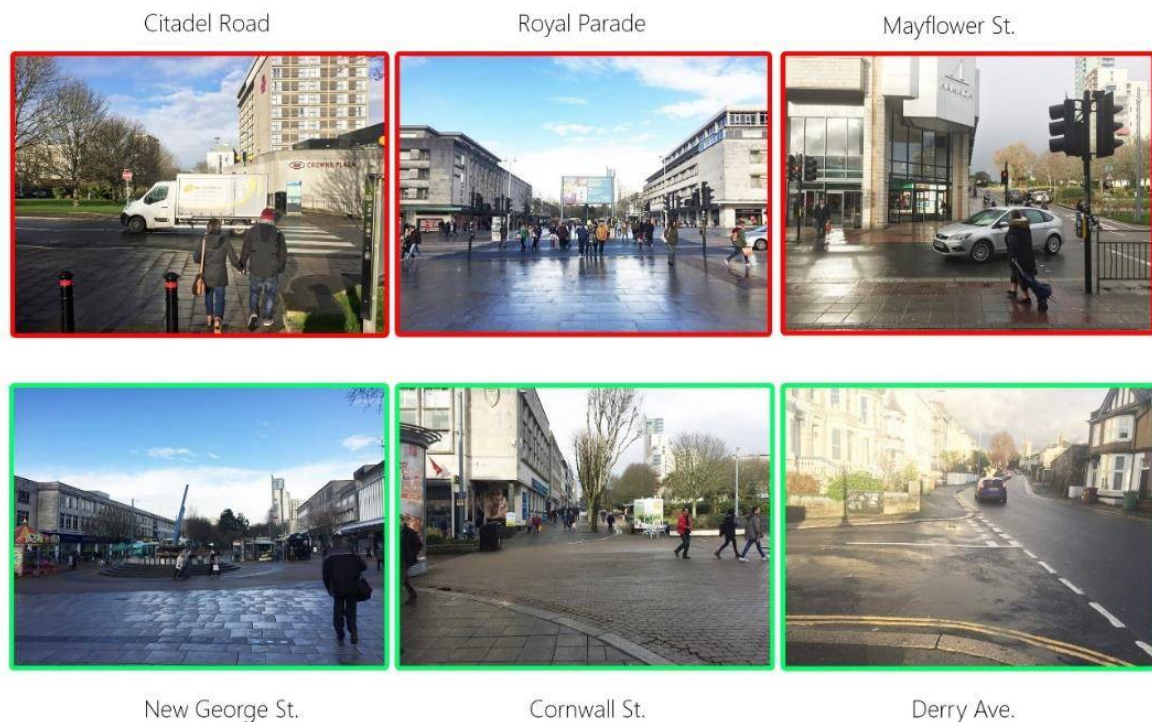 Citadel Road
Royal Parade
Mayflower St.
CROWNE PLAZA
New George St.
Cornwall St.
Derry Ave.